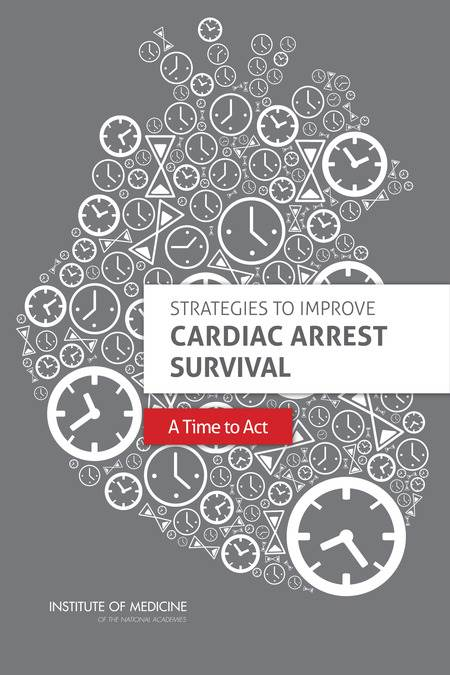 STRATEGIES TO IMPROVE
CARDIAC ARREST
SURVIVAL
A Time to Act
INSTITUTE OF MEDICINE
OF THE NATIONAL ACADEMIES